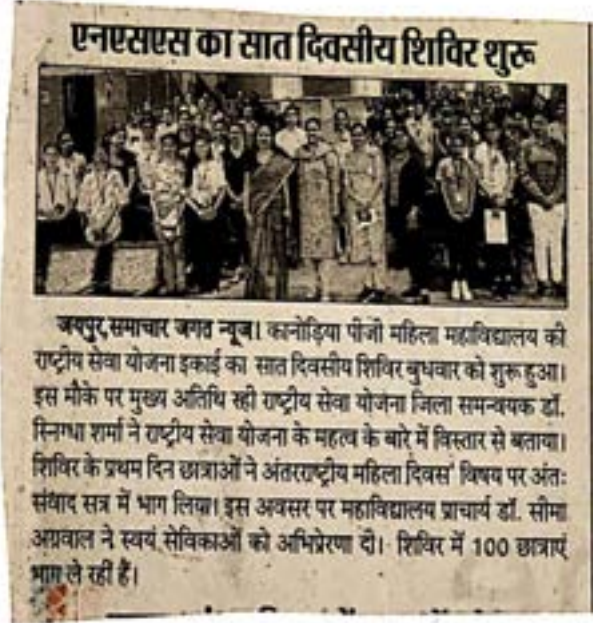 एनएसएस का सात दिवसीय शिविर शुरू
जयपुर,समाचार जगत न्यूज। कानोड़िया पीजी महिला महाविद्यालय की
राष्ट्रीय सेवा योजना इकाई का सात दिवसीय शिविर बुधवार को शुरू हुआ।
इस मौके पर मुख्य अतिथि रही राष्ट्रीय सेवा योजना जिला समन्वयक डॉ.
स्निग्धा शर्मा ने राष्ट्रीय सेवा योजना के महत्व के बारे में विस्तार से बताया।
शिविर के प्रथम दिन छात्राओं ने अंतरराष्ट्रीय महिला दिवस' विषय पर अंतः
संवाद सत्र में भाग लिया। इस अवसर पर महाविद्यालय प्राचार्य डॉ. सीमा
अग्रवाल ने स्वयं सेविकाओं को अभिप्रेरणा दी। शिविर में 100 छात्राएं
भाग ले रहीं हैं।